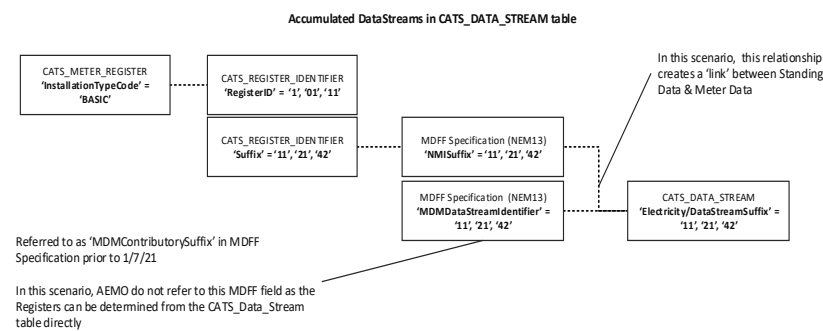 Accumulated DataStreams in CATS_DATA_STREAM table
In this scenario, this relationship
creates a ‘link’ between Standing
Data & Meter Data
CATS_METER_REGISTER
‘InstallationTypeCode’ =
‘BASIC’
CATS_REGISTER_IDENTIFIER
‘RegisterID’ = ‘1’, ‘01’, ‘11’
CATS_REGISTER_IDENTIFIER
‘Suffix’ = ‘11’, ‘21’, ‘42’
MDFF Specification (NEM13)
‘NMISuffix’ = ‘11’, ‘21’, ‘42’
MDFF Specification (NEM13)
‘MDMDataStreamIdentifier’ =
‘11’, ‘21’, ‘42’
CATS_DATA_STREAM
‘Electricity/DataStreamSuffix’ =
‘11’, ‘21’, ‘42’
Referred to as ‘MDMContributorySuffix’ in MDFF
Specification prior to 1/7/21
In this scenario, AEMO do not refer to this MDFF field as the
Registers can be determined from the CATS_Data_Stream
table directly